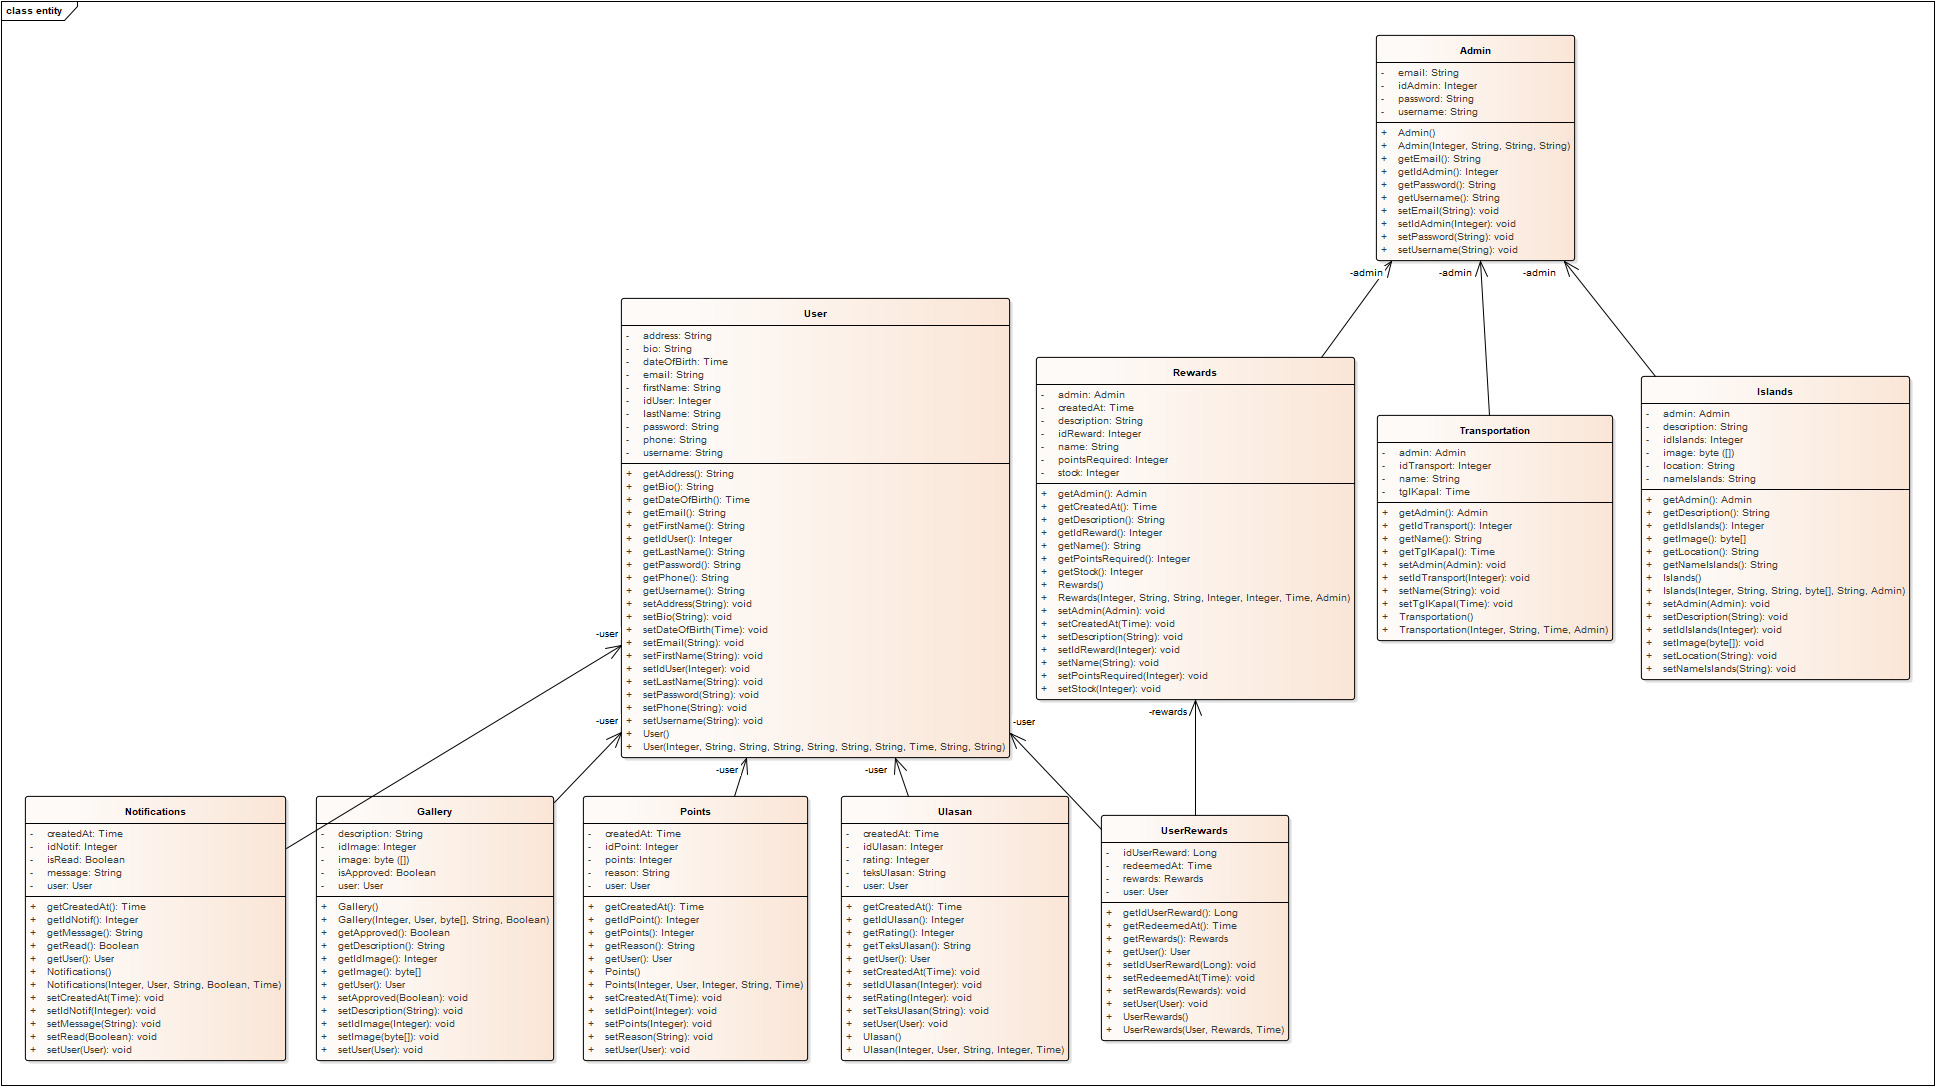 class entity
Admin
- email: String
- idAdmin: Integer
- password: String
- username: String
+ Admin()
+ Admin(Integer, String, String, String)
+ getEmail(): String
+ getIdAdmin(): Integer
+ getPassword(): String
+ getUsername(): String
+ setEmail(String): void
+ setIdAdmin(Integer): void
+ setPassword(String): void
+ setUsername(String): void
-admin
-admin
-admin
User
- address: String
- bio: String
- dateOfBirth: Time
- email: String
- firstName: String
- idUser: Integer
- lastName: String
- password: String
- phone: String
- username: String
+ getAddress(): String
+ getBio(): String
+ getDateOfBirth(): Time
+ getEmail(): String
+ getFirstName(): String
+ getIdUser(): Integer
+ getLastName(): String
+ getPassword(): String
+ getPhone(): String
+ getUsername(): String
+ setAddress(String): void
+ setBio(String): void
+ setDateOfBirth(Time): void
+ setEmail(String): void
+ setFirstName(String): void
+ setIdUser(Integer): void
+ setLastName(String): void
+ setPassword(String): void
+ setPhone(String): void
+ setUsername(String): void
+ User()
+ User(Integer, String, String, String, String, String, String, Time, String, String)
Rewards
- admin: Admin
- createdAt: Time
- description: String
- idReward: Integer
- name: String
- pointsRequired: Integer
- stock: Integer
+ getAdmin(): Admin
+ getCreatedAt(): Time
+ getDescription(): String
+ getIdReward(): Integer
+ getName(): String
+ getPointsRequired(): Integer
+ getStock(): Integer
+ Rewards()
+ Rewards(Integer, String, String, Integer, Integer, Time, Admin)
+ setAdmin(Admin): void
+ setCreatedAt(Time): void
+ setDescription(String): void
+ setIdReward(Integer): void
+ setName(String): void
+ setPointsRequired(Integer): void
+ setStock(Integer): void
Transportation
- admin: Admin
- idTransport: Integer
- name: String
- tglKapal: Time
+ getAdmin(): Admin
+ getIdTransport(): Integer
+ getName(): String
+ getTglKapal(): Time
+ setAdmin(Admin): void
+ setIdTransport(Integer): void
+ setName(String): void
+ setTglKapal(Time): void
+ Transportation()
+ Transportation(Integer, String, Time, Admin)
Islands
- admin: Admin
- description: String
- idIslands: Integer
- image: byte ([])
- location: String
- nameIslands: String
+ getAdmin(): Admin
+ getDescription(): String
+ getIdIslands(): Integer
+ getImage(): byte[]
+ getLocation(): String
+ getNameIslands(): String
+ Islands()
+ Islands(Integer, String, String, byte[], String, Admin)
+ setAdmin(Admin): void
+ setDescription(String): void
+ setIdIslands(Integer): void
+ setImage(byte[]): void
+ setLocation(String): void
+ setNameIslands(String): void
-user
-user
-user
-user
-user
-rewards
Notifications
- createdAt: Time
- idNotif: Integer
- isRead: Boolean
- message: String
- user: User
+ getCreatedAt(): Time
+ getIdNotif(): Integer
+ getMessage(): String
+ getRead(): Boolean
+ getUser(): User
+ Notifications()
+ Notifications(Integer, User, String, Boolean, Time)
+ setCreatedAt(Time): void
+ setIdNotif(Integer): void
+ setMessage(String): void
+ setRead(Boolean): void
+ setUser(User): void
Gallery
- description: String
- idImage: Integer
- image: byte ([])
- isApproved: Boolean
- user: User
+ Gallery()
+ Gallery(Integer, User, byte[], String, Boolean)
+ getApproved(): Boolean
+ getDescription(): String
+ getIdImage(): Integer
+ getImage(): byte[]
+ getUser(): User
+ setApproved(Boolean): void
+ setDescription(String): void
+ setIdImage(Integer): void
+ setImage(byte[]): void
+ setUser(User): void
Points
- createdAt: Time
- idPoint: Integer
- points: Integer
- reason: String
- user: User
+ getCreatedAt(): Time
+ getIdPoint(): Integer
+ getPoints(): Integer
+ getReason(): String
+ getUser(): User
+ Points()
+ Points(Integer, User, Integer, String, Time)
+ setCreatedAt(Time): void
+ setIdPoint(Integer): void
+ setPoints(Integer): void
+ setReason(String): void
+ setUser(User): void
Ulasan
- createdAt: Time
- idUlasan: Integer
- rating: Integer
- teksUlasan: String
- user: User
+ getCreatedAt(): Time
+ getIdUlasan(): Integer
+ getRating(): Integer
+ getTeksUlasan(): String
+ getUser(): User
+ setCreatedAt(Time): void
+ setIdUlasan(Integer): void
+ setRating(Integer): void
+ setTeksUlasan(String): void
+ setUser(User): void
+ Ulasan()
+ Ulasan(Integer, User, String, Integer, Time)
UserRewards
- idUserReward: Long
- redeemedAt: Time
- rewards: Rewards
- user: User
+ getIdUserReward(): Long
+ getRedeemedAt(): Time
+ getRewards(): Rewards
+ getUser(): User
+ setIdUserReward(Long): void
+ setRedeemedAt(Time): void
+ setRewards(Rewards): void
+ setUser(User): void
+ UserRewards()
+ UserRewards(User, Rewards, Time)